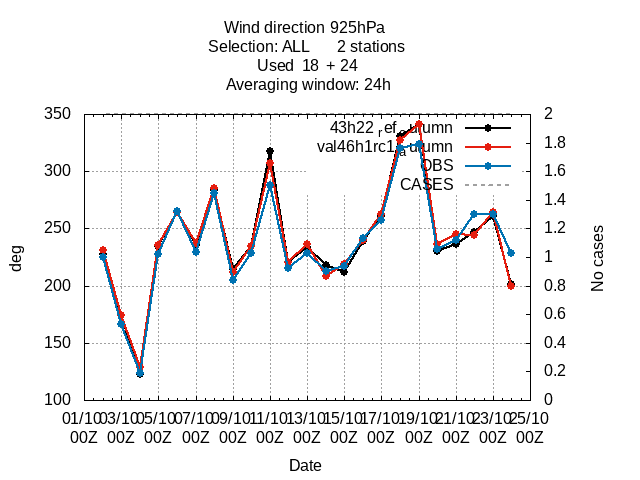 Wind direction 925hPa
Selection: ALL 2 stations
Used 18 + 24
Averaging window: 24h
350
300
250
200
150
100
deg
2
1.8
1.6
1.4
1.2
1
0.8
0.6
0.4
0.2
0
No cases
OBS
CASES
01/10 03/10 05/10 07/10 09/10 11/10 13/10 15/10 17/10 19/10 21/10 23/10 25/10
00Z 00Z 00Z 00Z 00Z 00Z 00Z 00Z 00Z 00Z 00Z 00Z 00Z
Date